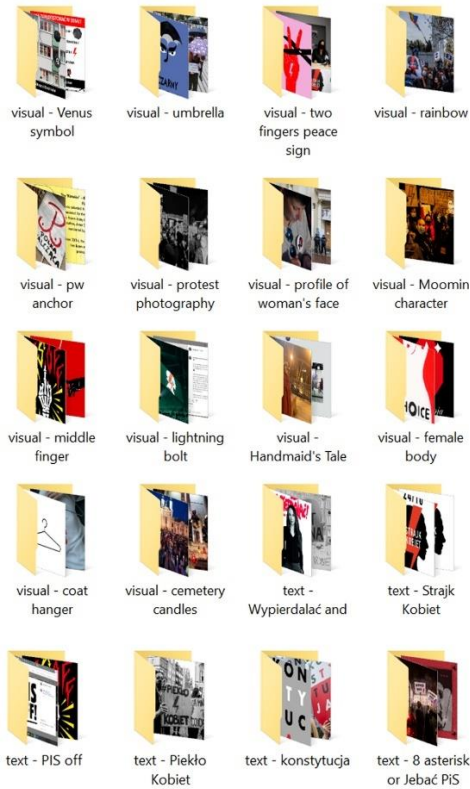 visual - Venus
symbol
visual - umbrella
visual - two
fingers peace
sign
visual - rainbow
CZARNY
visual - pw
anchor
visual - protest
photography
visual - profile of
woman's face
visual - Moomin
character
visual - middle
finger
visual - lightning
bolt
visual -
Handmaid's Tale
visual - female
body
HOICE
visual - coat
hanger
visual - cemetery
candles
text -
Wypierdalać and
text - Strajk
Kobiet
text - PIS off
text - Piekło
Kobiet
text - konstytucja
text - 8 asterisk
or Jebać PiS